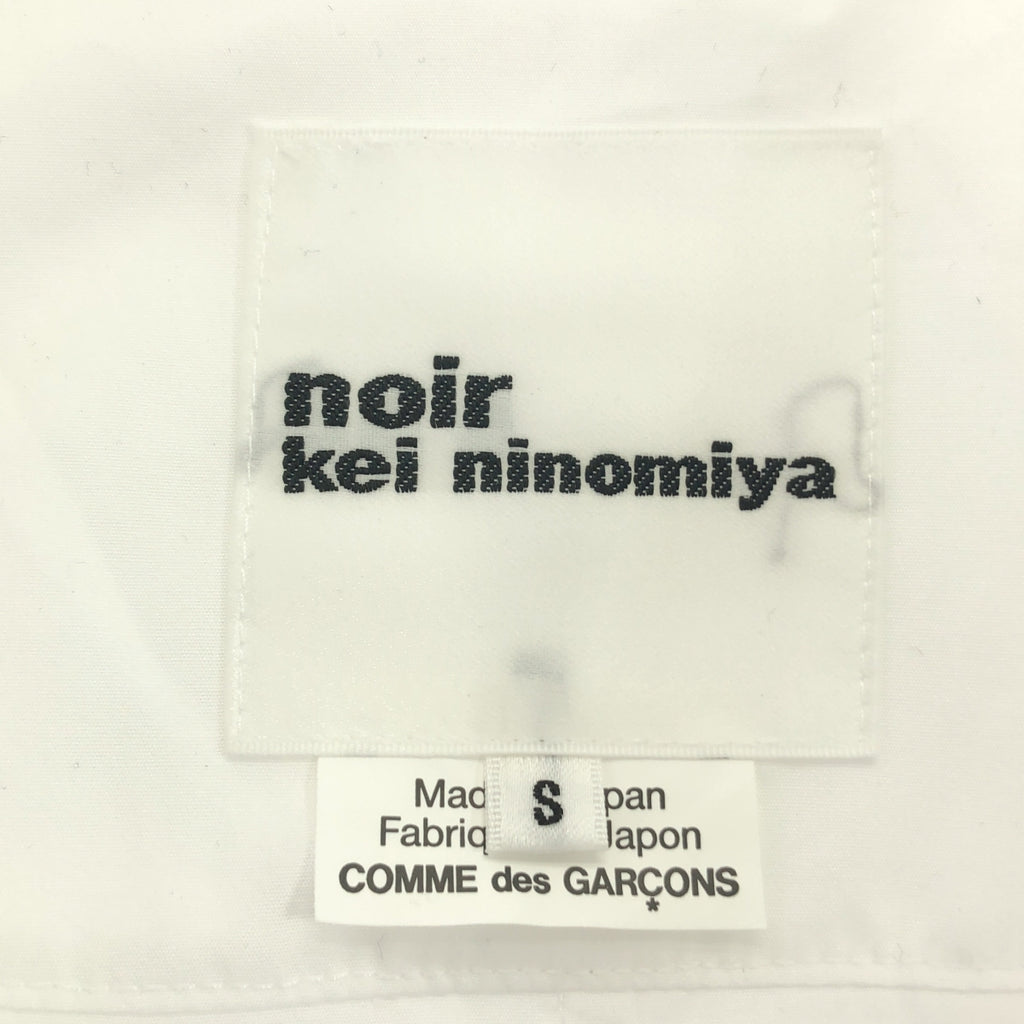 noir
kei ninomiya
S
Mad pan
Fabriq Japon
COMME des GARÇONS
*